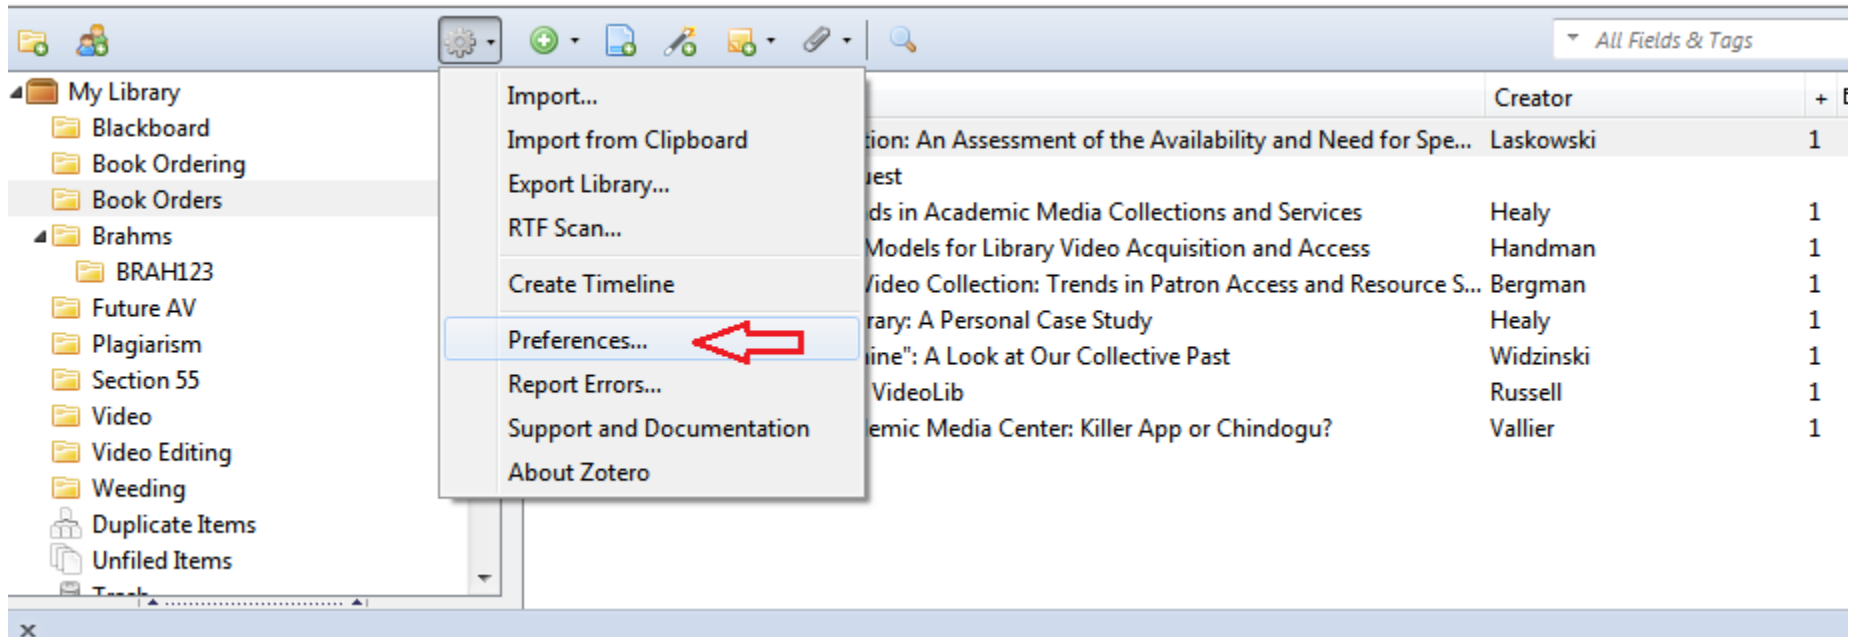 All Fields & Tags
My Library
Blackboard
Book Ordering
Book Orders
Brahms
BRAH123
Future AV
Plagiarism
Section 55
Video
Video Editing
Weeding
Duplicate Items
Unfiled Items
Trash
Import...
Import from Clipboard
Export Library...
RTF Scan...
Create Timeline
Preferences...
Report Errors...
Support and Documentation
About Zotero
Creator +
tion: An Assessment of the Availability and Need for Spe... Laskowski 1
uest
ds in Academic Media Collections and Services Healy 1
Models for Library Video Acquisition and Access Handman 1
Video Collection: Trends in Patron Access and Resource S... Bergman 1
rary: A Personal Case Study Healy 1
ine": A Look at Our Collective Past Widzinski 1
VideoLib Russell 1
emic Media Center: Killer App or Chindogu? Vallier 1